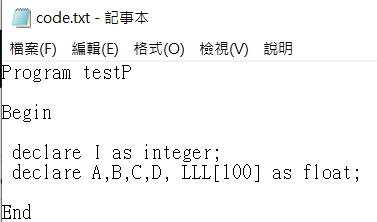 code.txt - 記事本
檔案(F) 編輯(E) 格式(O) 檢視(V) 說明
Program testP
Begin
declare I as integer;
declare A,B,C,D, LLL[100] as float;
End